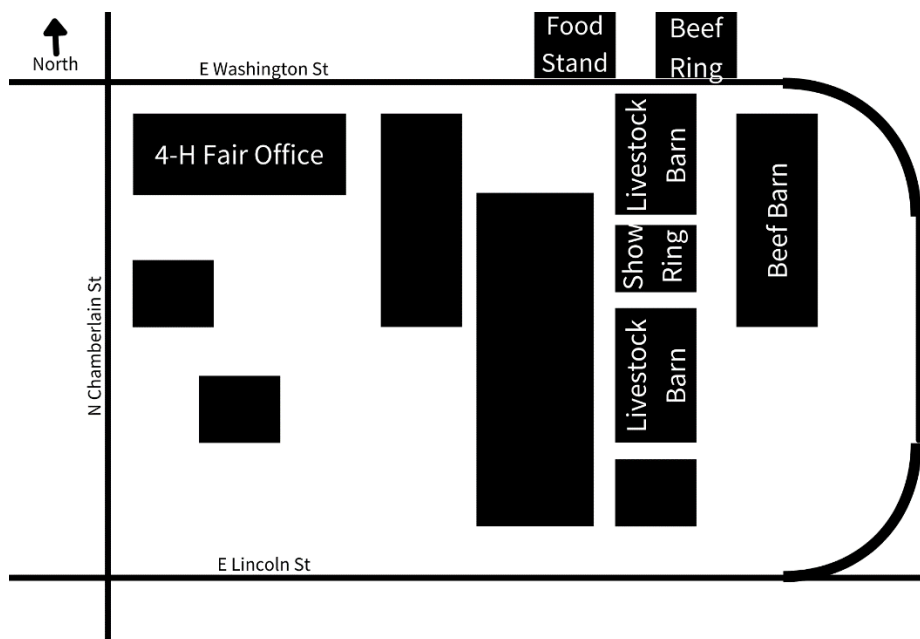 North
Food
Stand
Beef
Ring
E Washington St
4-H Fair Office
Livestock
Barn
Show
Ring
Beef Barn
N Chamberlain St
Livestock
Barn
E Lincoln St